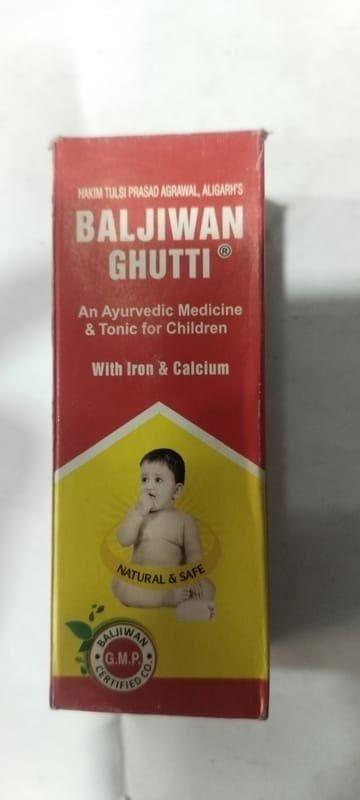 HAKIM TULSI PRASAD AGRAWAL, ALIGARH'S
BALJIWAN
GHUTTI ®
An Ayurvedic Medicine
& Tonic for Children
With Iron & Calcium
NATURAL & SAFE
BALJIWAN
G.M.P.
CERTIFIED CO.